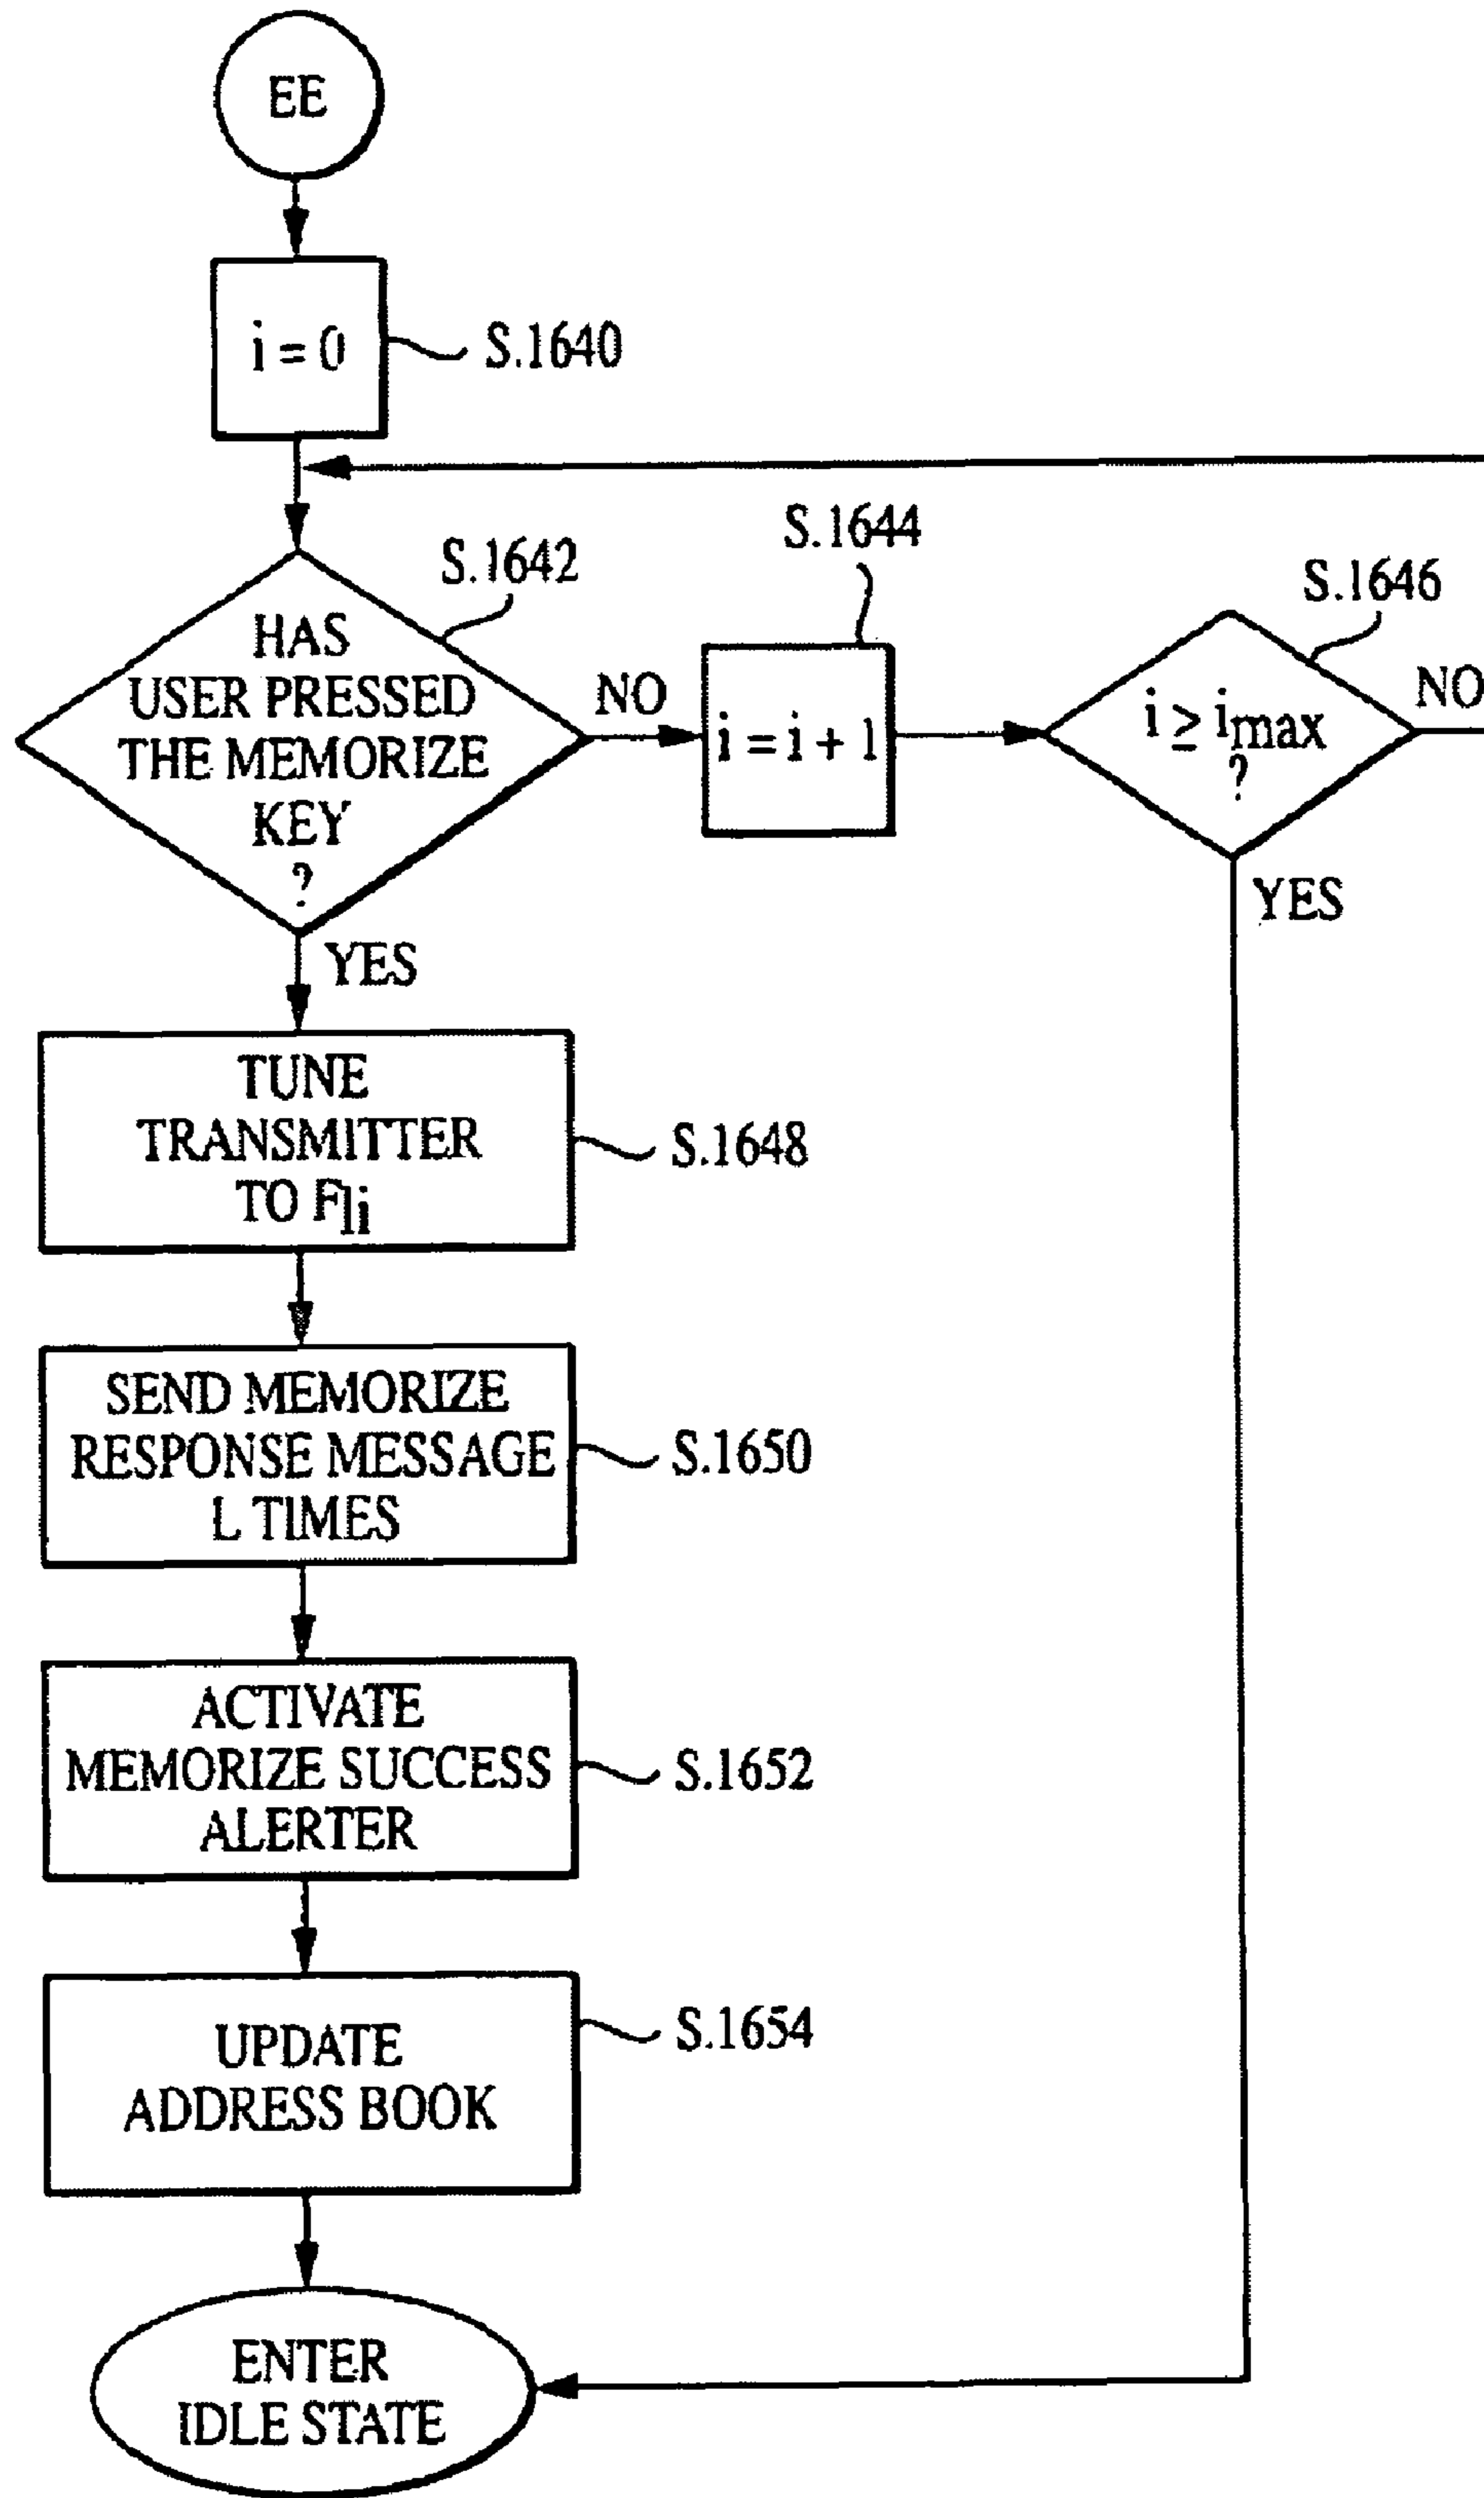 EE
i = 0
S.1640
S.1642
S.1644
S.1646
HAS
USER PRESSED
THE MEMORIZE
KEY
?
NO
i = i + 1
i ≥ imax
?
NO
YES
YES
TUNE
TRANSMITTER
TO F1i
S.1648
SEND MEMORIZE
RESPONSE MESSAGE
L TIMES
S.1650
ACTIVATE
MEMORIZE SUCCESS
ALERTER
S.1652
UPDATE
ADDRESS BOOK
S.1654
ENTER
IDLE STATE